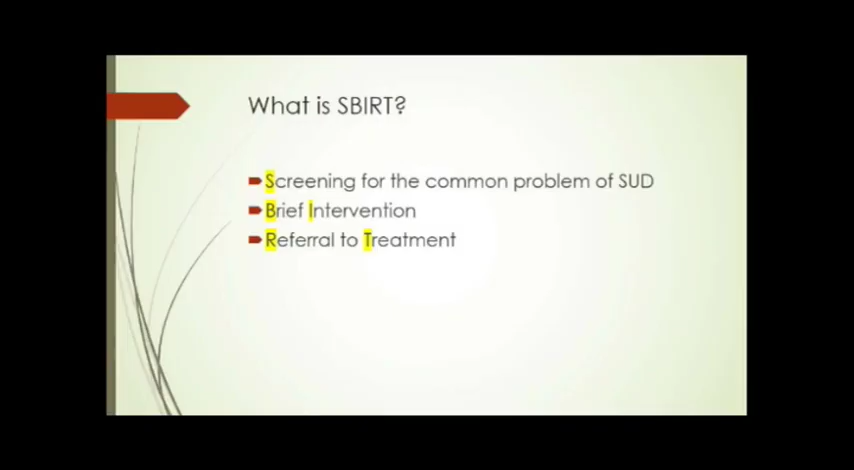 What is SBIRT?
Screening for the common problem of SUD
Brief Intervention
Referral to Treatment